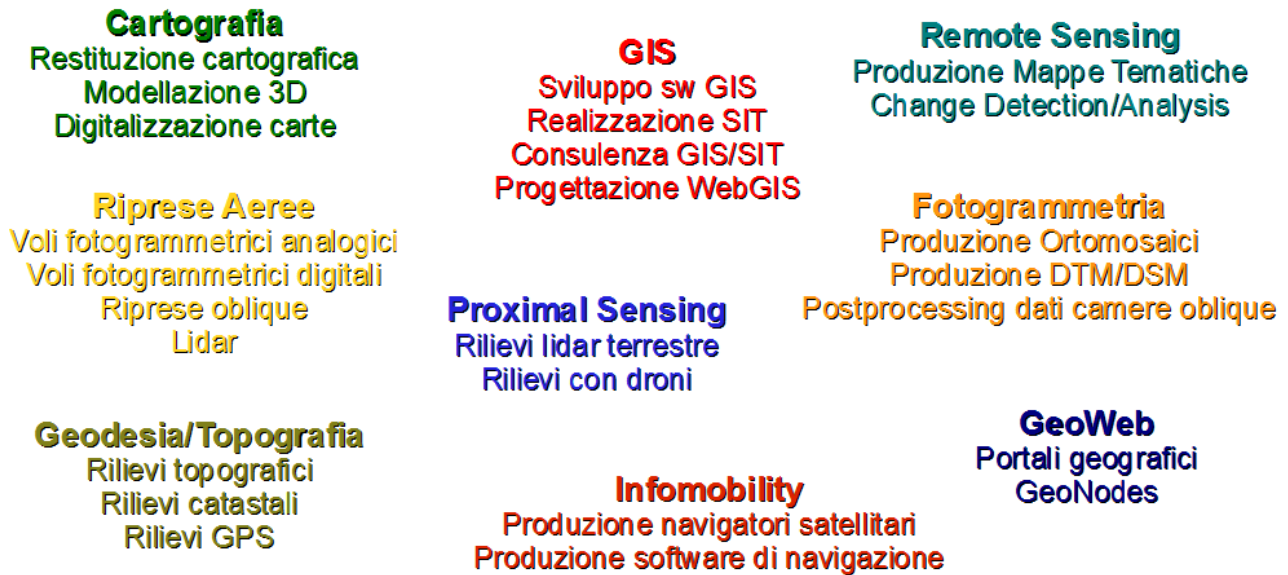 Cartografia
Restituzione cartografica
Modellazione 3D
Digitalizzazione carte
GIS
Sviluppo sw GIS
Realizzazione SIT
Consulenza GIS/SIT
Progettazione WebGIS
Remote Sensing
Produzione Mappe Tematiche
Change Detection/Analysis
Riprese Aeree
Voli fotogrammetrici analogici
Voli fotogrammetrici digitali
Riprese oblique
Lidar
Proximal Sensing
Rilievi lidar terrestre
Rilievi con droni
Fotogrammetria
Produzione Ortomosaici
Produzione DTM/DSM
Postprocessing dati camere oblique
Geodesia/Topografia
Rilievi topografici
Rilievi catastali
Rilievi GPS
Infomobility
Produzione navigatori satellitari
Produzione software di navigazione
GeoWeb
Portali geografici
GeoNodes